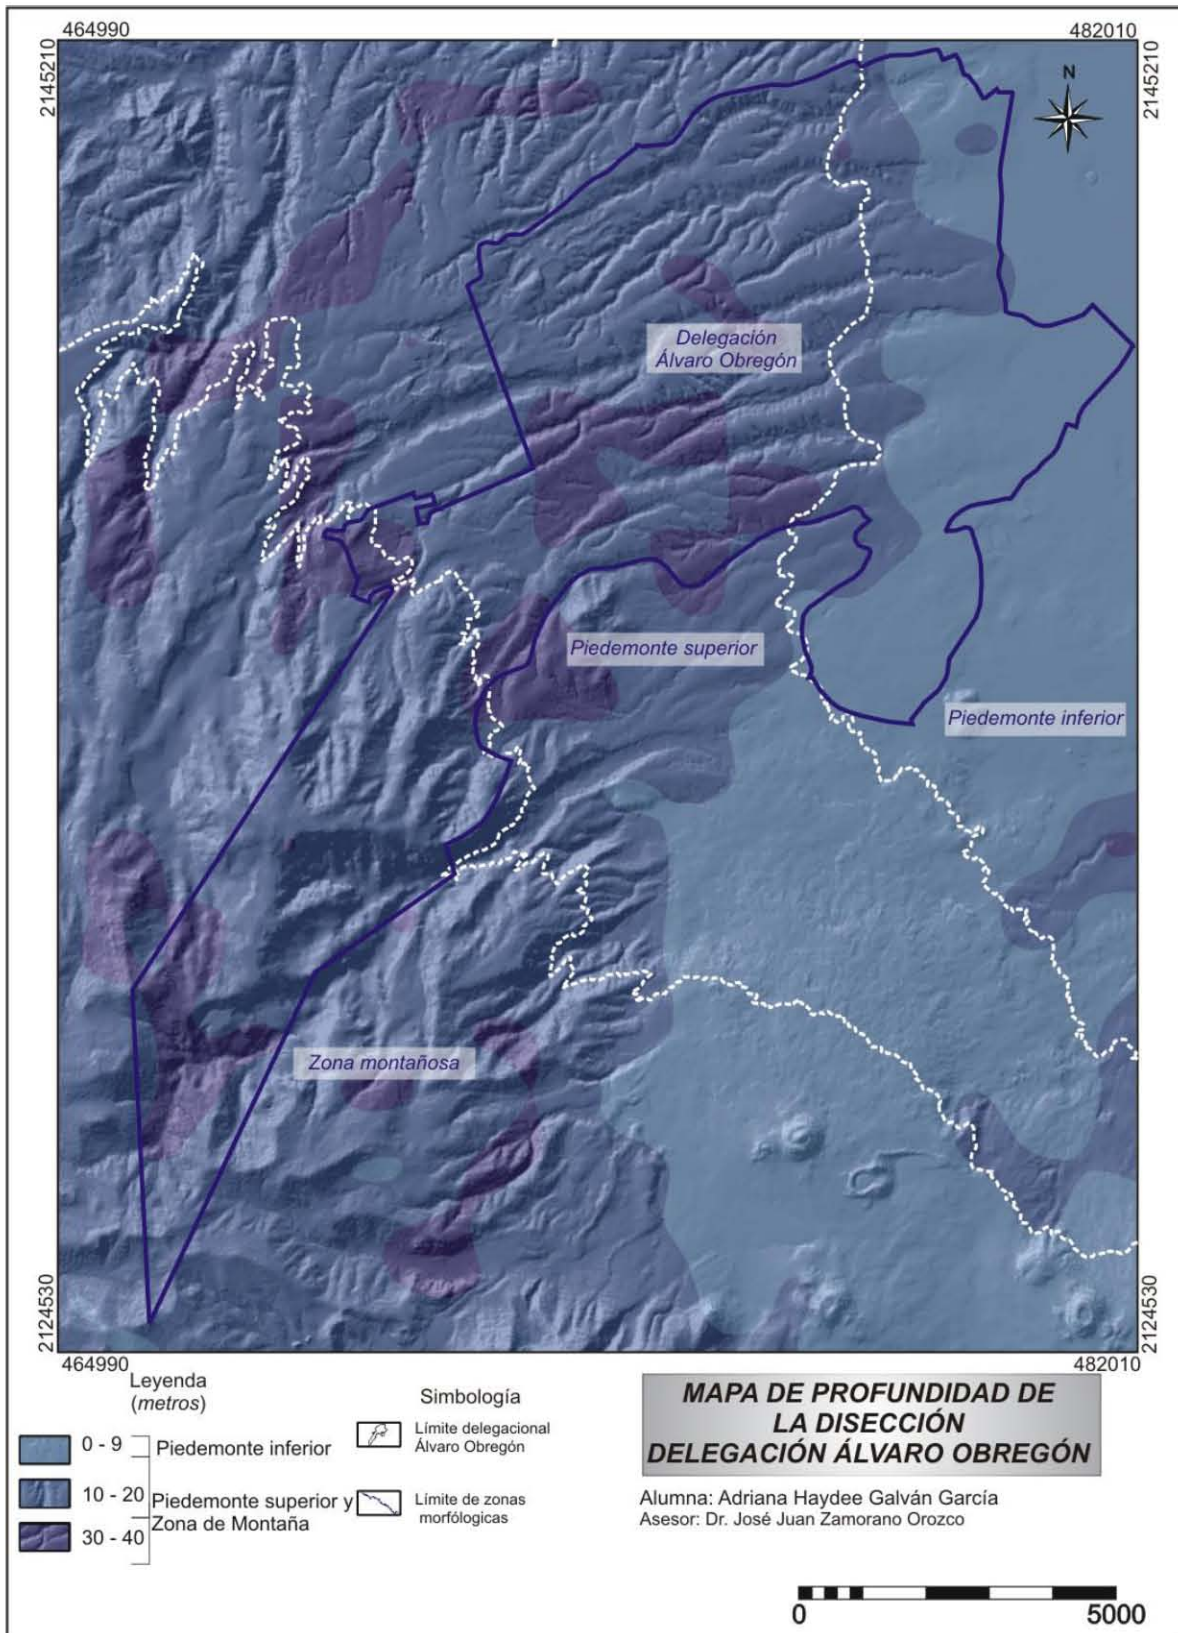 464990
482010
2145210
2145210
N
Delegación
Álvaro Obregón
Piedemonte superior
Piedemonte inferior
Zona montañosa
2124530
2124530
464990
482010
Leyenda
(metros)
0 - 9
Piedemonte inferior
10 - 20
Piedemonte superior y
Zona de Montaña
30 - 40
Simbología
Límite delegacional
Álvaro Obregón
Límite de zonas
morfólogicas
MAPA DE PROFUNDIDAD DE
LA DISECCIÓN
DELEGACIÓN ÁLVARO OBREGÓN
Alumna: Adriana Haydee Galván García
Asesor: Dr. José Juan Zamorano Orozco
0
5000